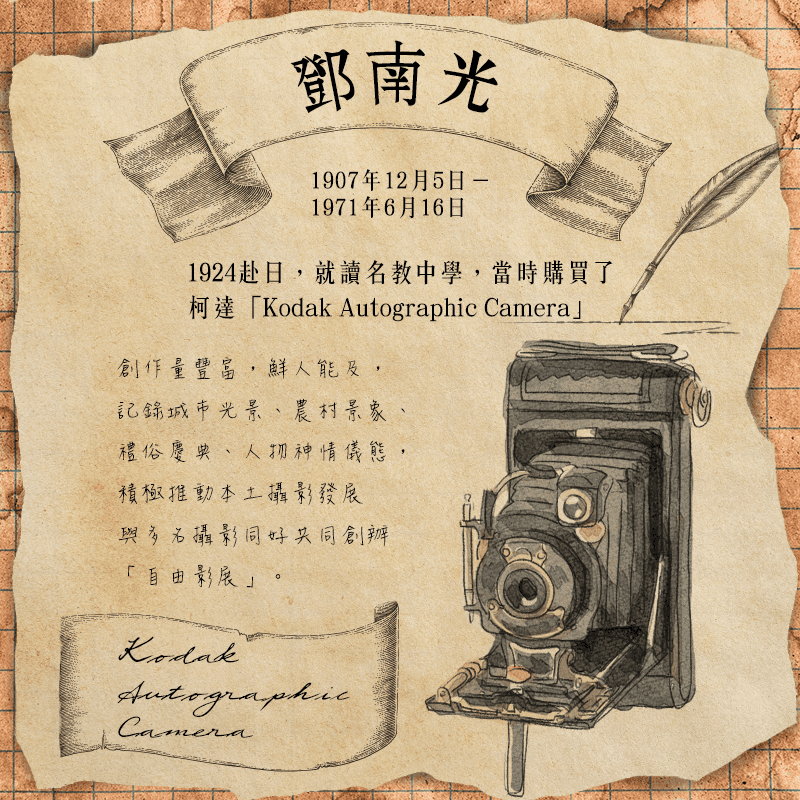 鄧南光
1907年12月5日－
1971年6月16日
1924赴日，就讀名教中學，當時購買了
柯達「Kodak Autographic Camera」
創作量豐富，鮮人能及，
記錄城市光景、農村景象、
禮俗慶典、人物神情儀態，
積極推動本土攝影發展
與多名攝影同好共同創辦
「自由影展」。
Kodak
Autographic
Camera